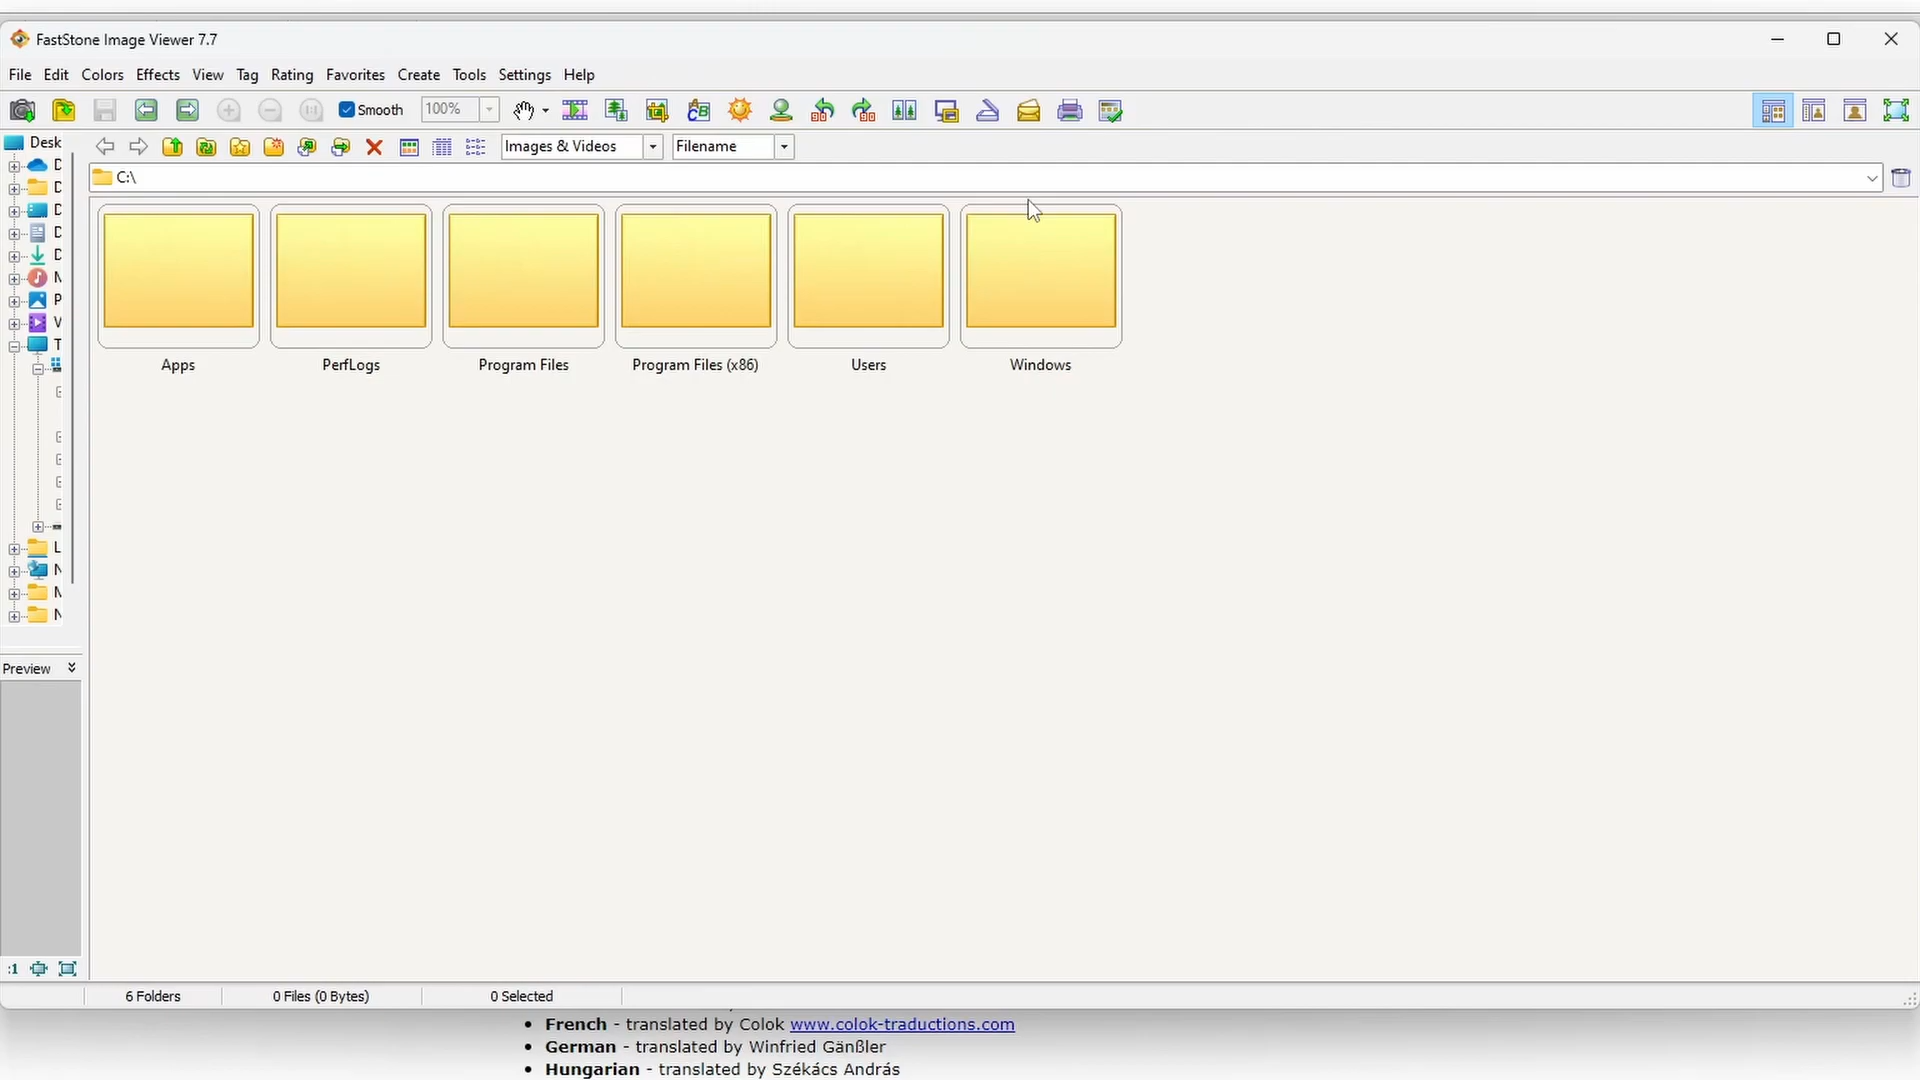 FastStone Image Viewer 7.7
File Edit Colors Effects View Tag Rating Favorites Create Tools Settings Help
Smooth 100%
Images & Videos Filename
C:\
Desk
D
D
D
D
D
M
P
V
T
L
N
M
N
Apps PerfLogs Program Files Program Files (x86) Users Windows
Preview
:1
6 Folders 0 Files (0 Bytes) 0 Selected
• French - translated by Colok www.colok-traductions.com
• German - translated by Winfried Gänßler
• Hungarian - translated by Székács András